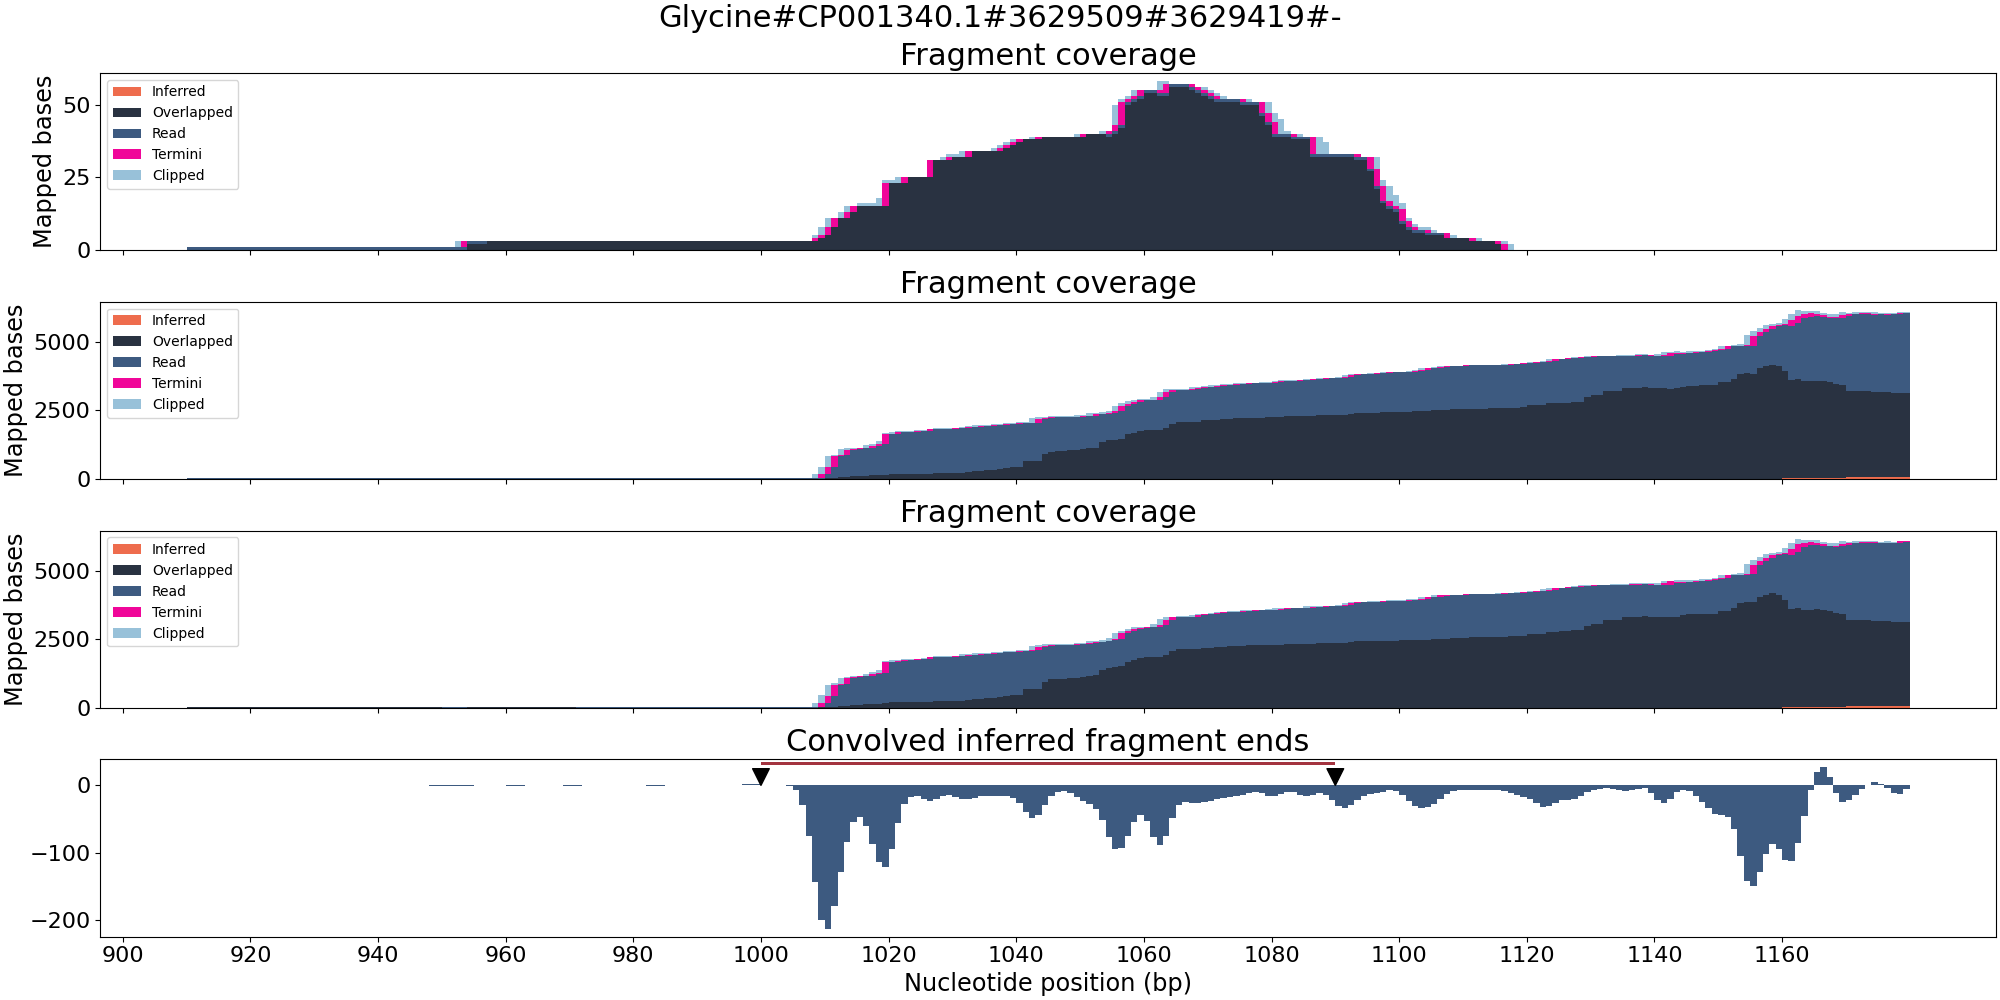 Glycine#CP001340.1#3629509#3629419#-
Fragment coverage
Mapped bases
50
25
0
Inferred
Overlapped
Read
Termini
Clipped
Fragment coverage
Mapped bases
5000
2500
0
Inferred
Overlapped
Read
Termini
Clipped
Fragment coverage
Mapped bases
5000
2500
0
Inferred
Overlapped
Read
Termini
Clipped
Convolved inferred fragment ends
0
−100
−200
900 920 940 960 980 1000 1020 1040 1060 1080 1100 1120 1140 1160
Nucleotide position (bp)